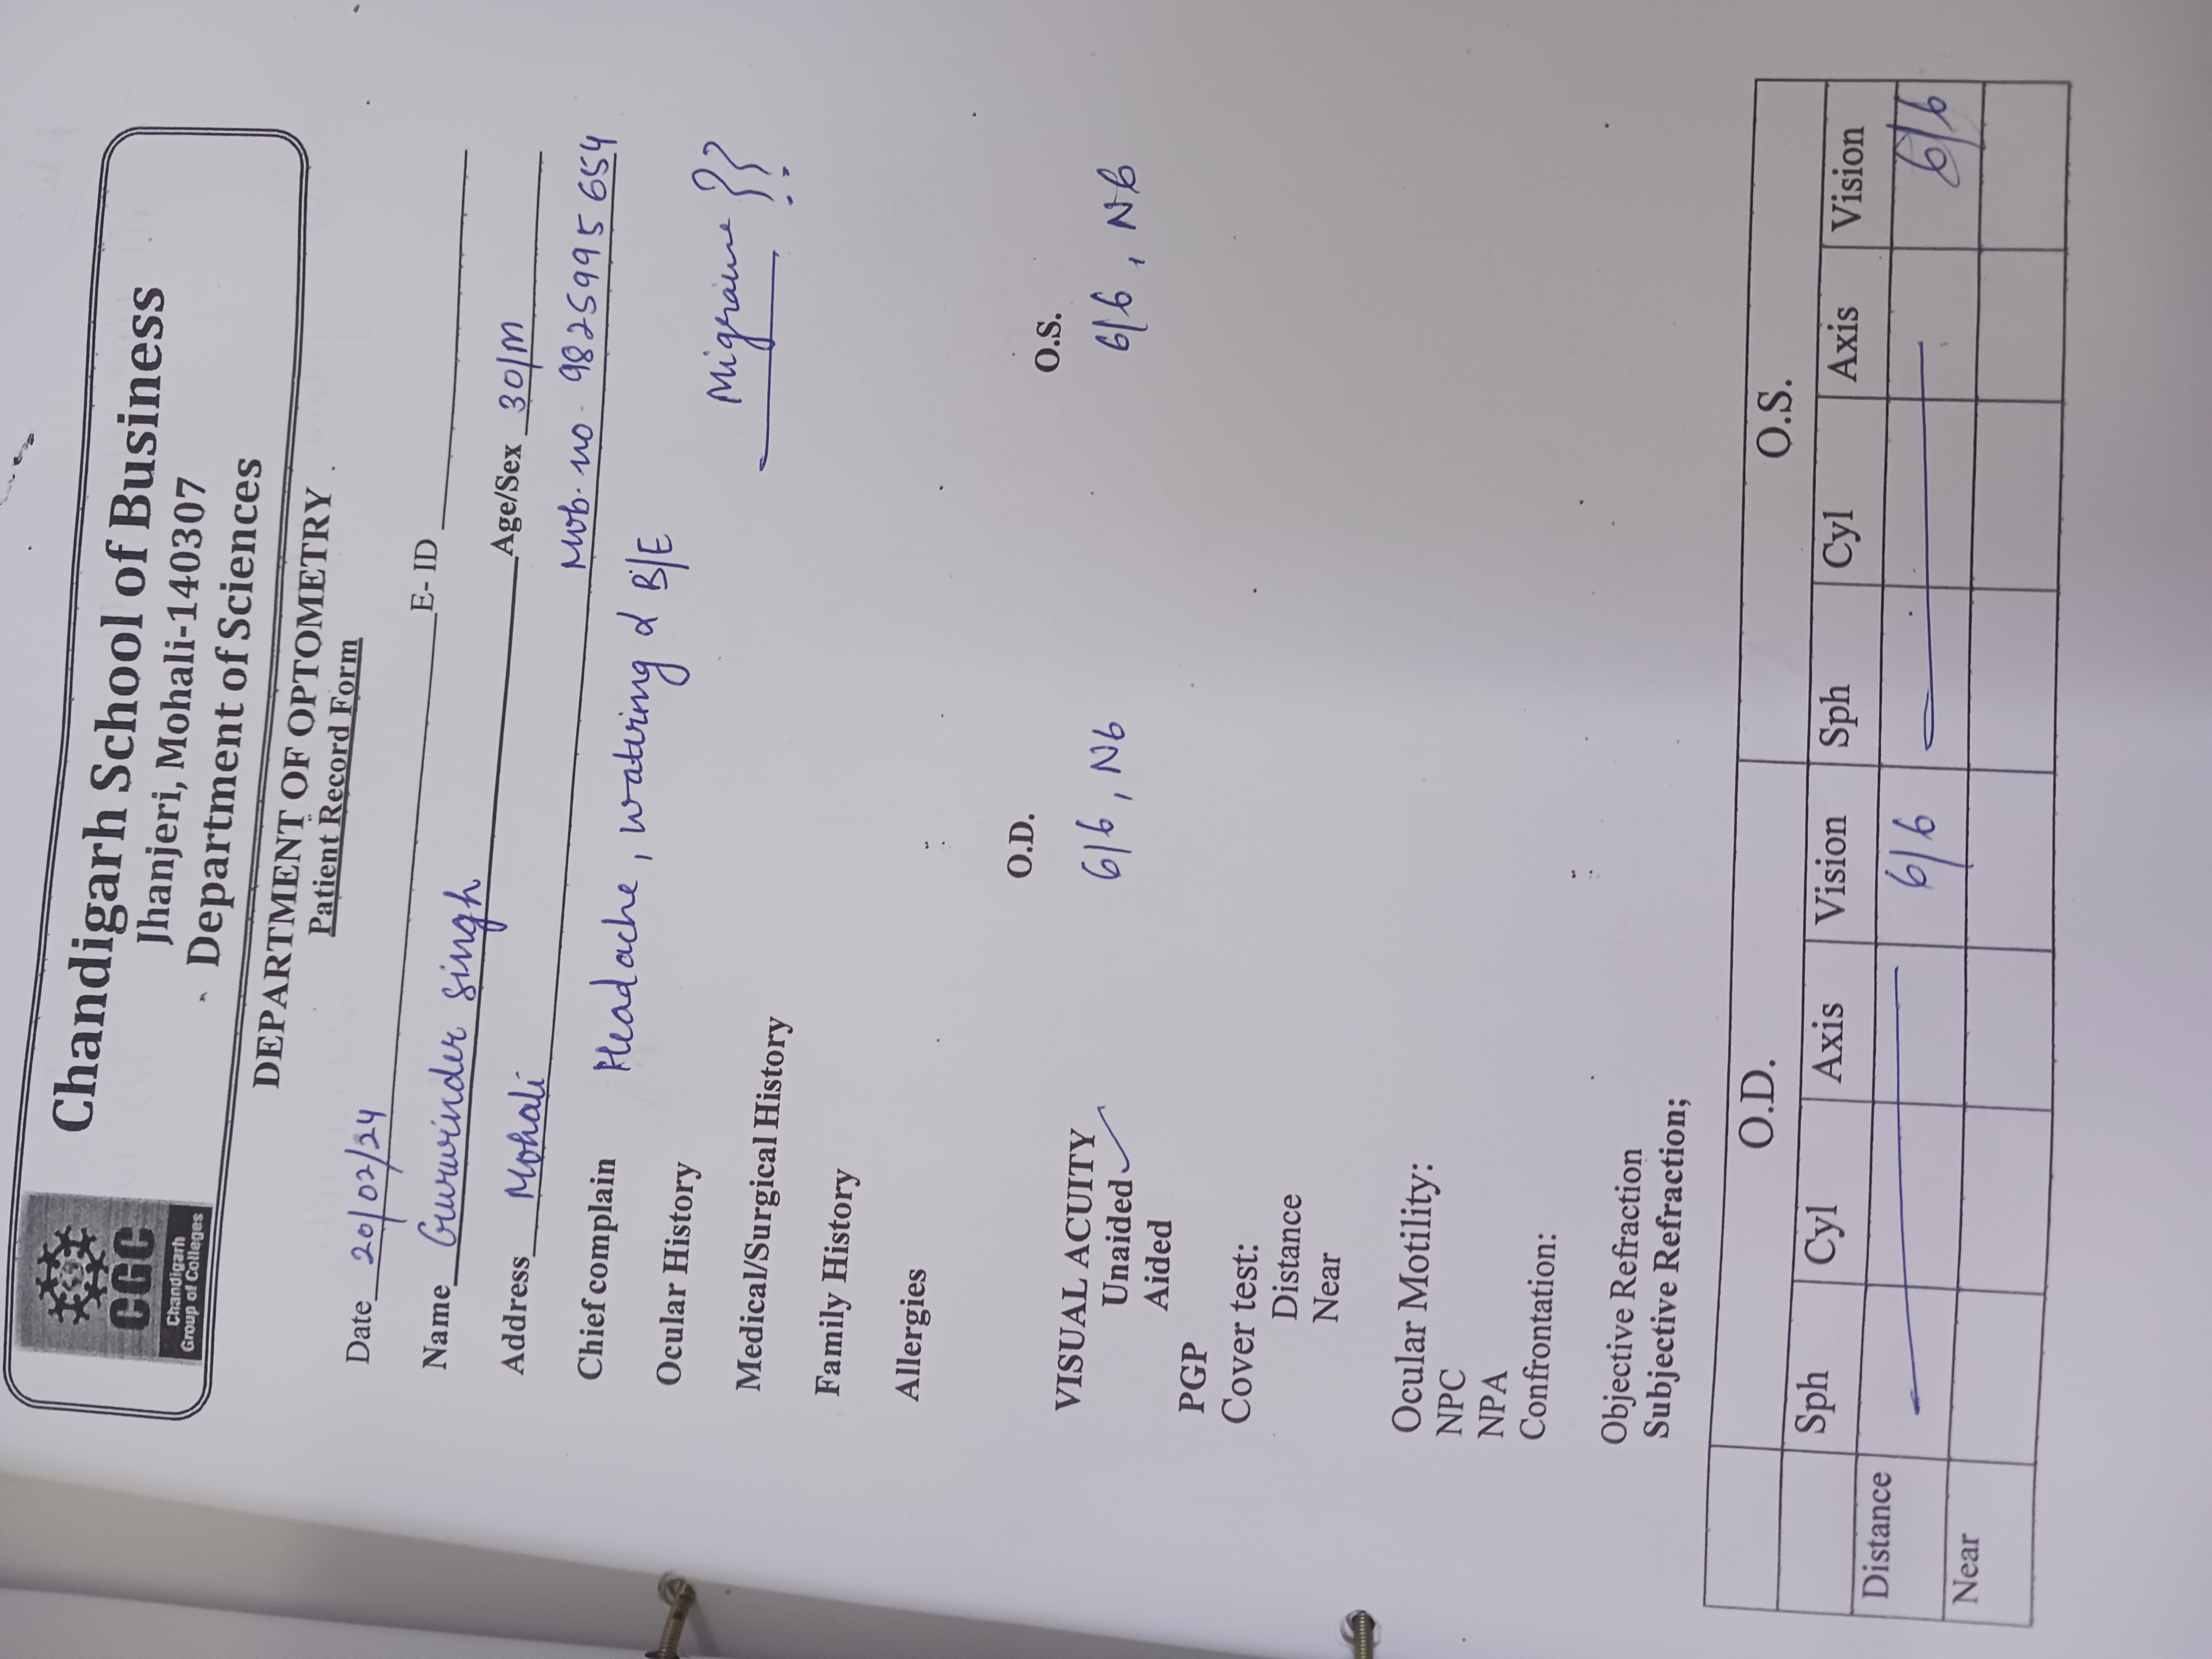 CGC
Chandigarh
Group of Colleges
Chandigarh School of Business
Jhanjeri, Mohali-140307
Department of Sciences
DEPARTMENT OF OPTOMETRY
Patient Record Form
Date 20/02/24 E- ID
Name Gurwinder singh Age/Sex 30/M
Address Mohali Mob. no. 9825995654
Chief complain Headache, watering d B/E
Ocular History
Migraine ??
Medical/Surgical History
Family History
Allergies
O.D. O.S.
VISUAL ACUITY
Unaided ✓ 6/6, N6 6/6, N6
Aided
PGP
Cover test:
Distance
Near
Ocular Motility:
NPC
NPA
Confrontation:
Objective Refraction
Subjective Refraction;
O.D. O.S.
Sph Cyl Axis Vision Sph Cyl Axis Vision
Distance 6/6 6/6
Near